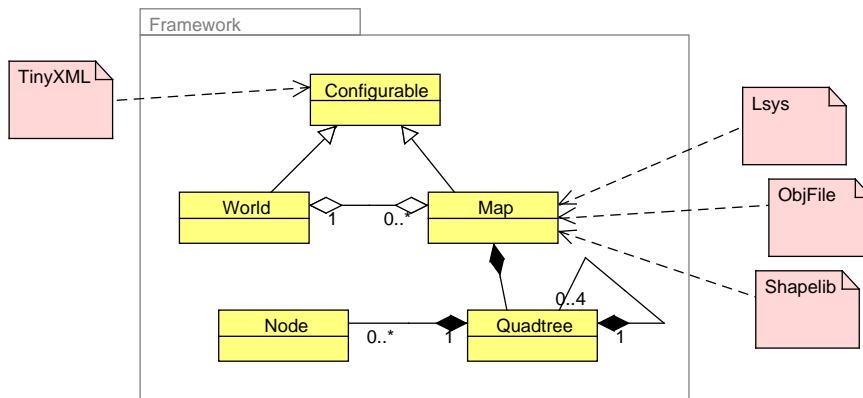 Framework
TinyXML
Configurable
Lsys
World
1
0..*
Map
ObjFile
Shapelib
0..4
Node
0..*
1
Quadtree
1